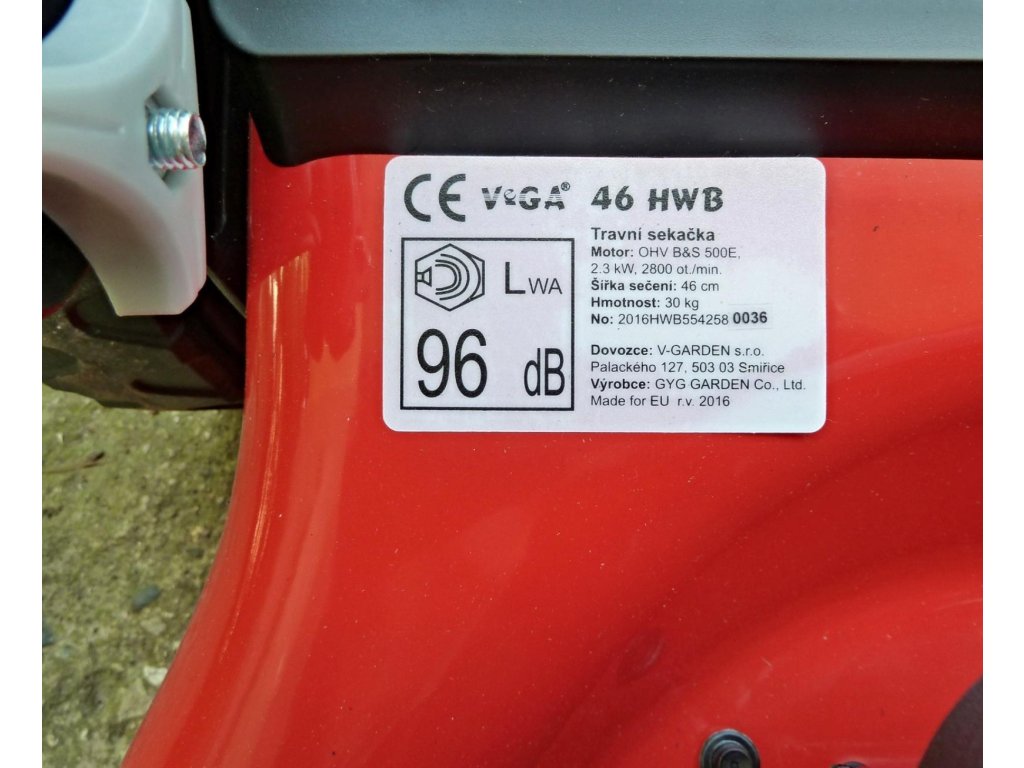 CE VeGA® 46 HWB
Travní sekačka
Motor: OHV B&S 500E,
2.3 kW, 2800 ot./min.
Šířka sečení: 46 cm
Hmotnost: 30 kg
No: 2016HWB554258 0036
Dovozce: V-GARDEN s.r.o.
Palackého 127, 503 03 Smiřice
Výrobce: GYG GARDEN Co., Ltd.
Made for EU r.v. 2016
LWA
96 dB